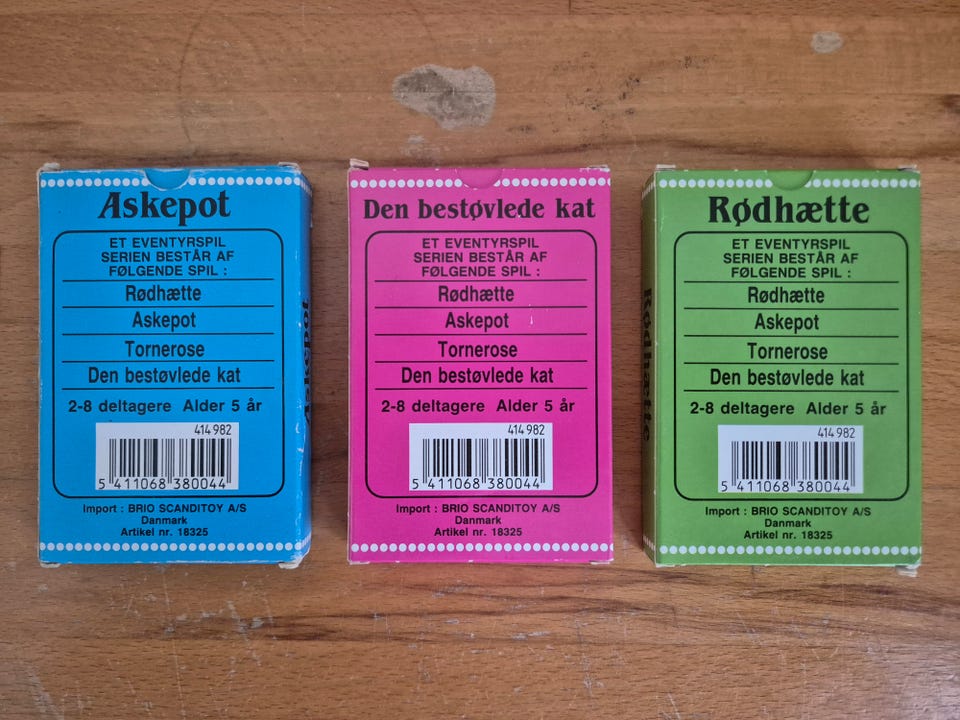 Askepot
ET EVENTYRSPIL
SERIEN BESTÅR AF
FØLGENDE SPIL :
Rødhætte
Askepot
Tornerose
Den bestøvlede kat
2-8 deltagere Alder 5 år
414 982
5 411068 380044
Import : BRIO SCANDITOY A/S
Danmark
Artikel nr. 18325
Askepot
Den bestøvlede kat
ET EVENTYRSPIL
SERIEN BESTÅR AF
FØLGENDE SPIL :
Rødhætte
Askepot
Tornerose
Den bestøvlede kat
2-8 deltagere Alder 5 år
414 982
5 411068 380044
Import : BRIO SCANDITOY A/S
Danmark
Artikel nr. 18325
Rødhætte
Rødhætte
ET EVENTYRSPIL
SERIEN BESTÅR AF
FØLGENDE SPIL :
Rødhætte
Askepot
Tornerose
Den bestøvlede kat
2-8 deltagere Alder 5 år
414 982
5 411068 380044
Import : BRIO SCANDITOY A/S
Danmark
Artikel nr. 18325